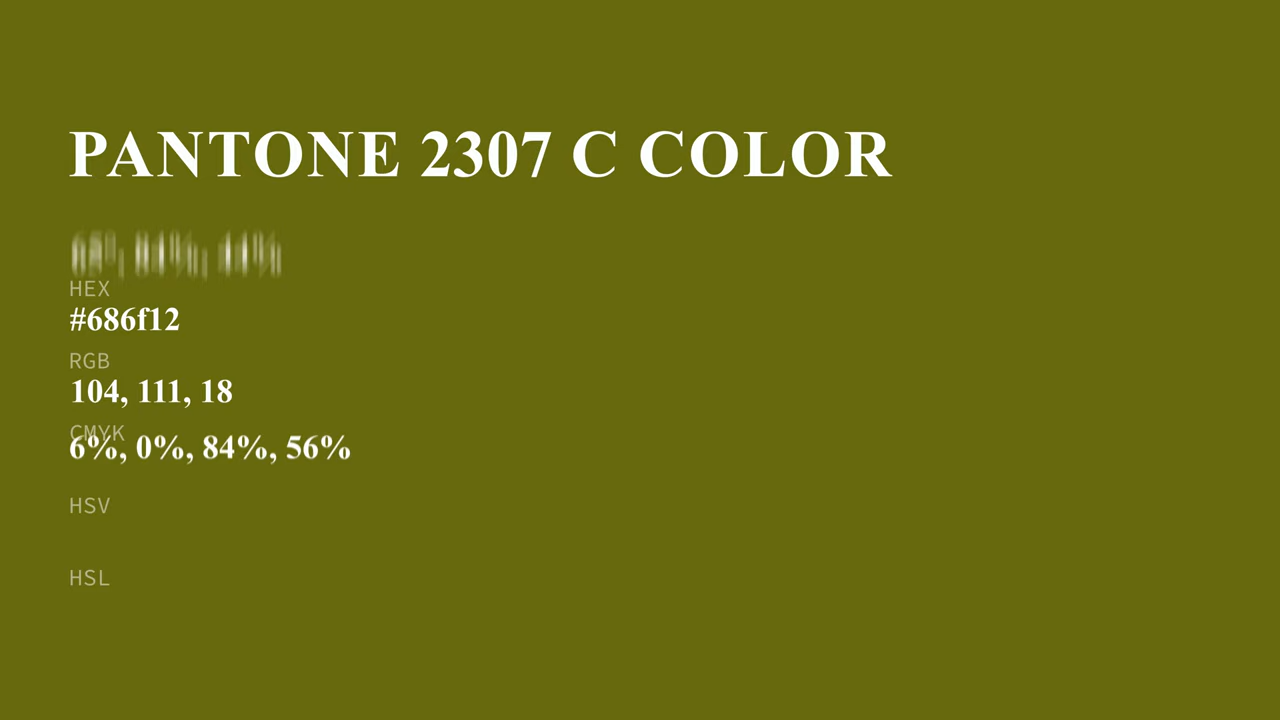 PANTONE 2307 C COLOR
HEX
#686f12
RGB
104, 111, 18
CMYK
6%, 0%, 84%, 56%
HSV
HSL